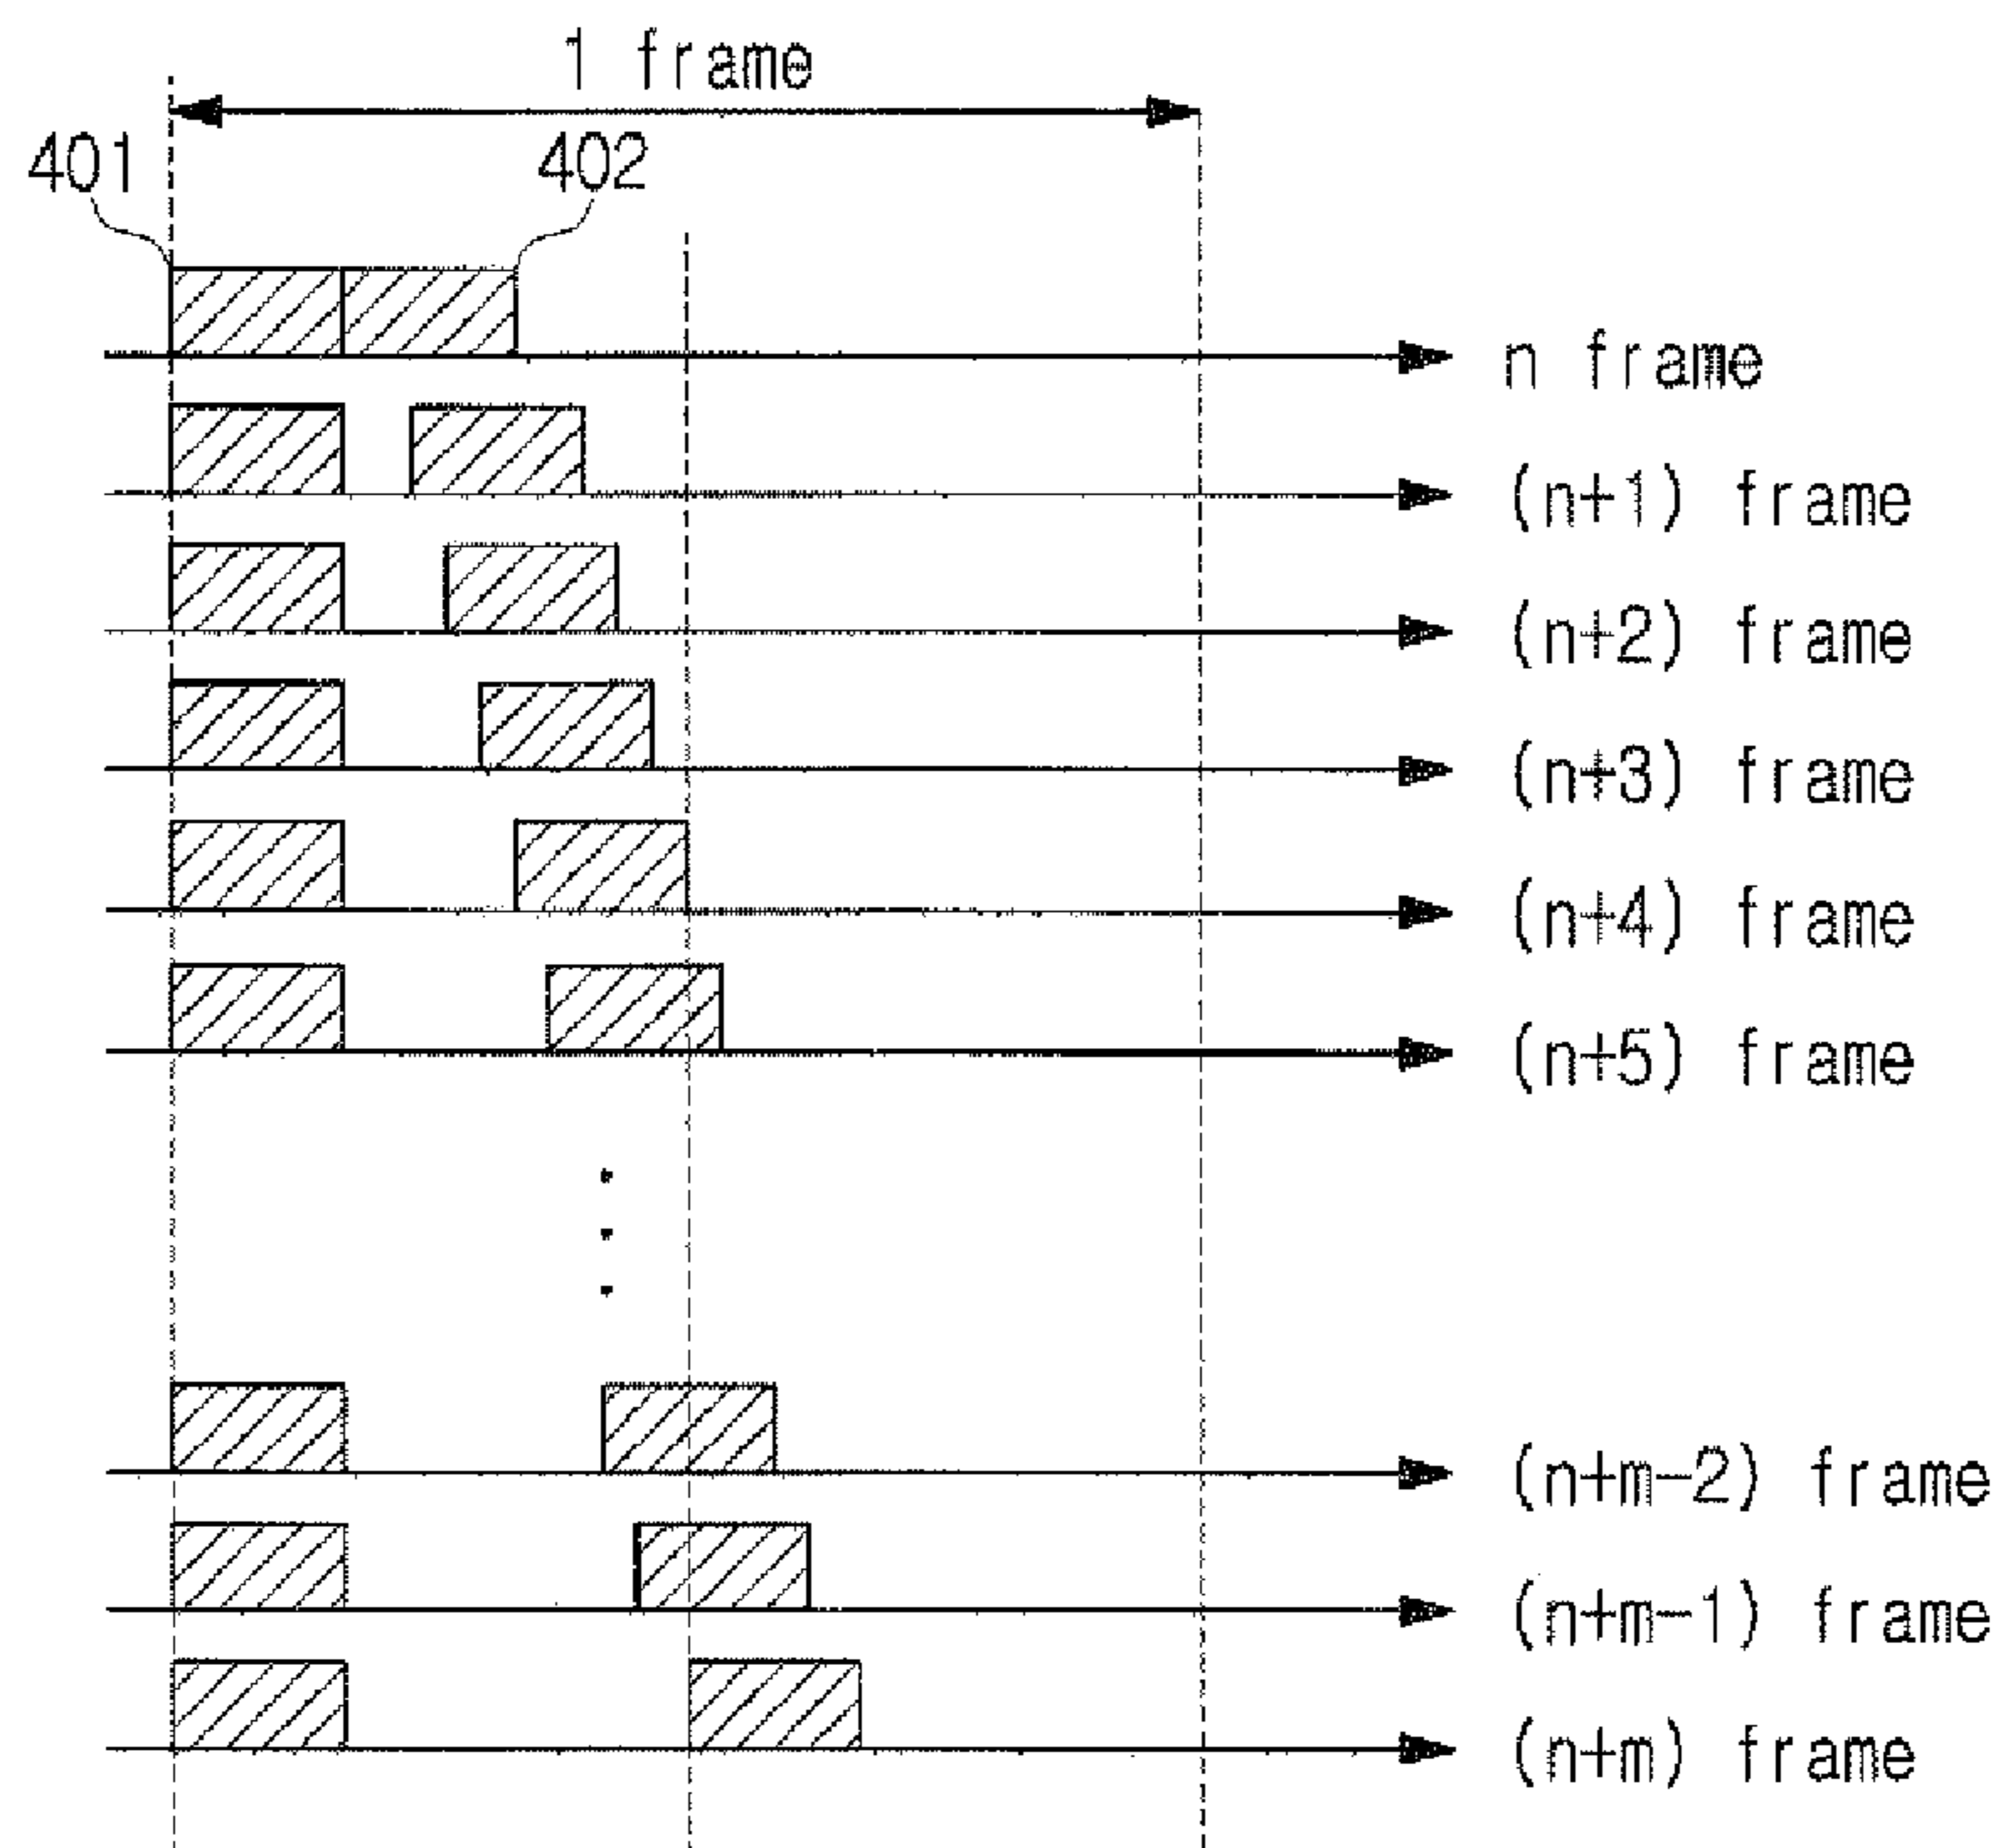 1 frame
401
402
n frame
(n+1) frame
(n+2) frame
(n+3) frame
(n+4) frame
(n+5) frame
(n+m-2) frame
(n+m-1) frame
(n+m) frame